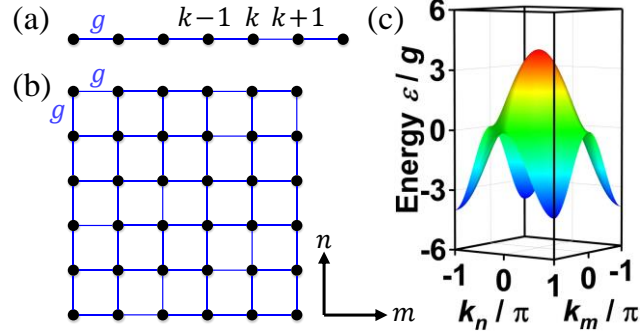 (a)
g
k−1 k k+1
(b)
g
g
n
m
(c)
Energy ε / g
6
3
0
-3
-6
-1 0 1
k_n / π
1 0 -1
k_m / π